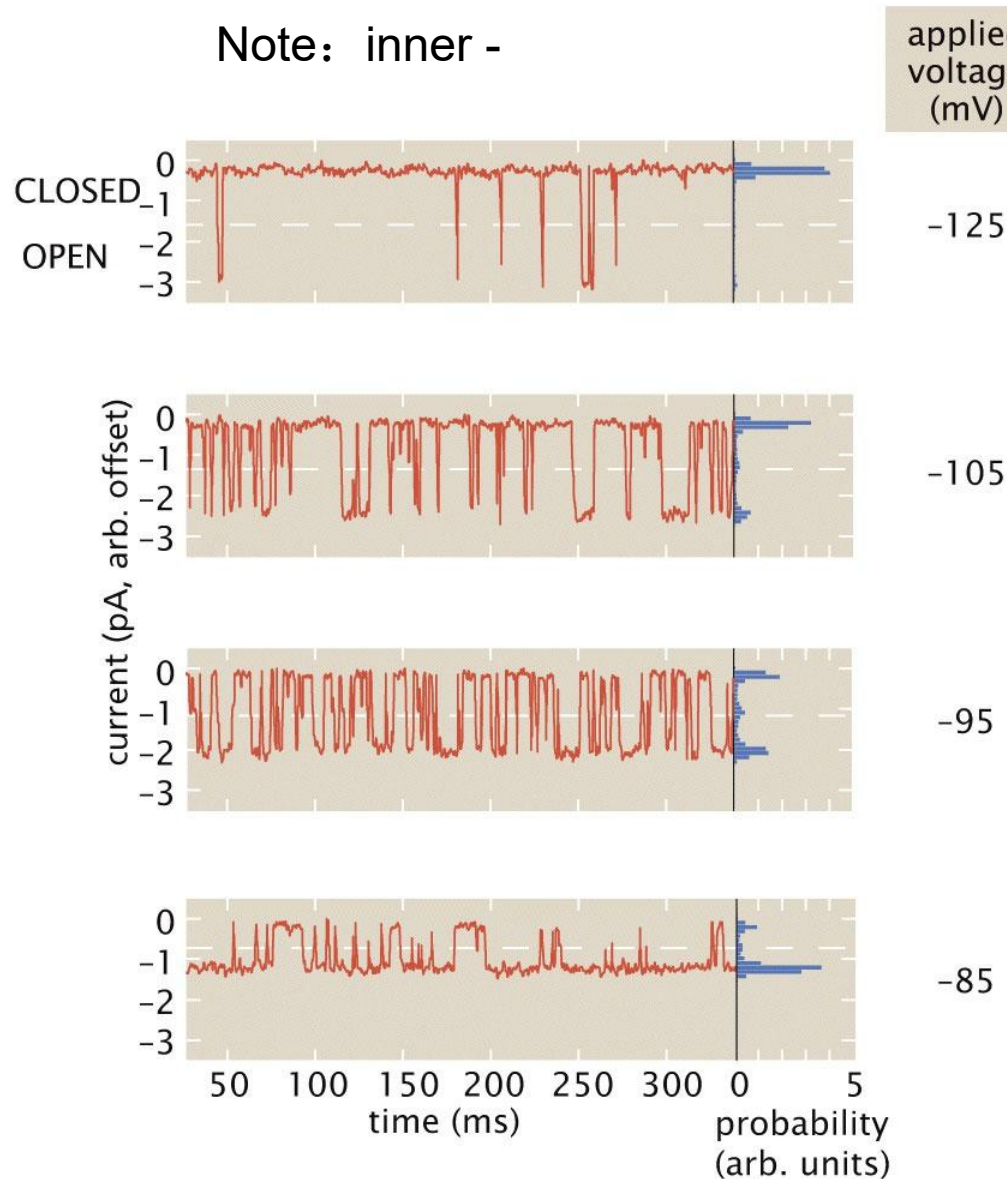 Note：inner -
applie
voltag
(mV)
0
CLOSED -1
OPEN -2
-3
-125
0
-1
-2
-3
-105
current (pA, arb. offset)
0
-1
-2
-3
-95
0
-1
-2
-3
-85
50 100 150 200 250 300 0 5
time (ms)
probability
(arb. units)